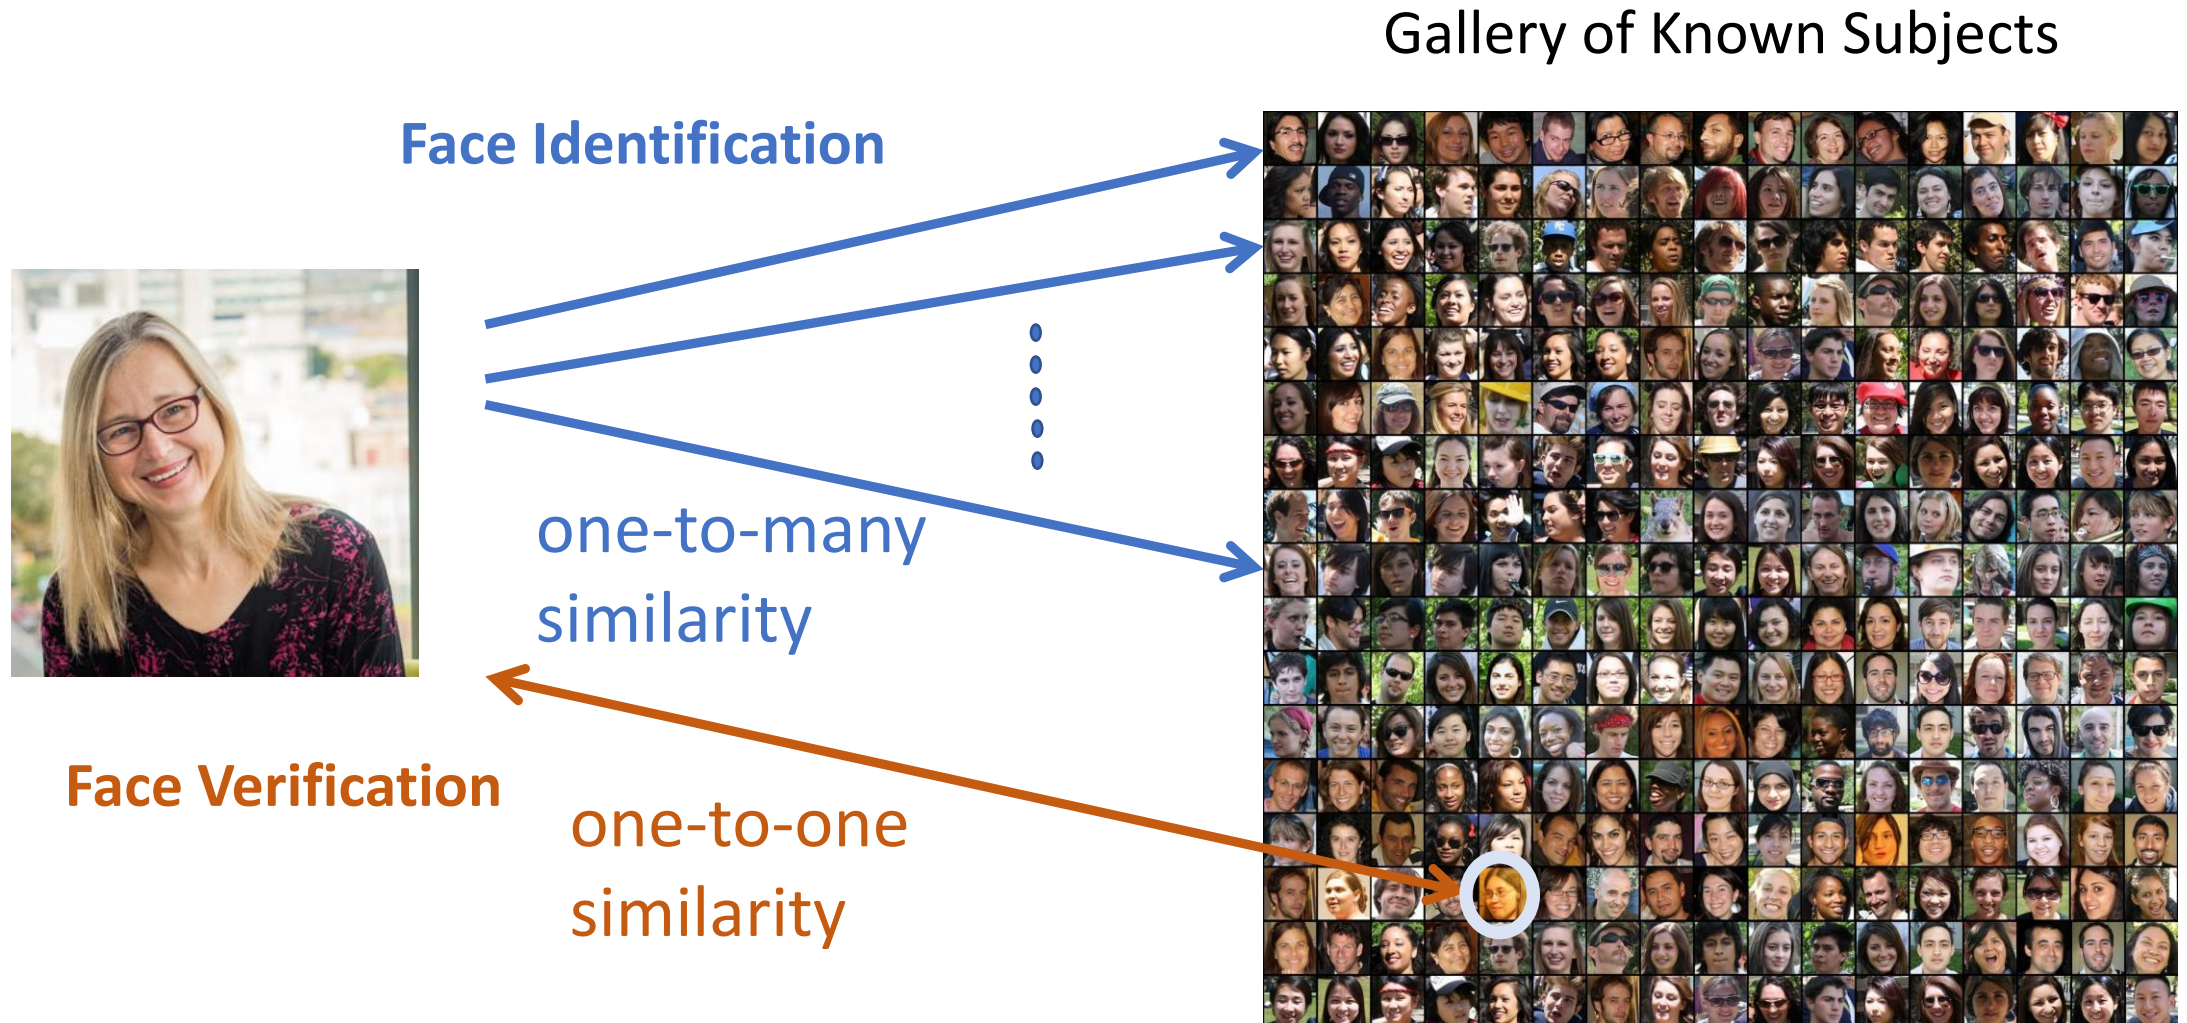 Gallery of Known Subjects
Face Identification
one-to-many
similarity
Face Verification
one-to-one
similarity